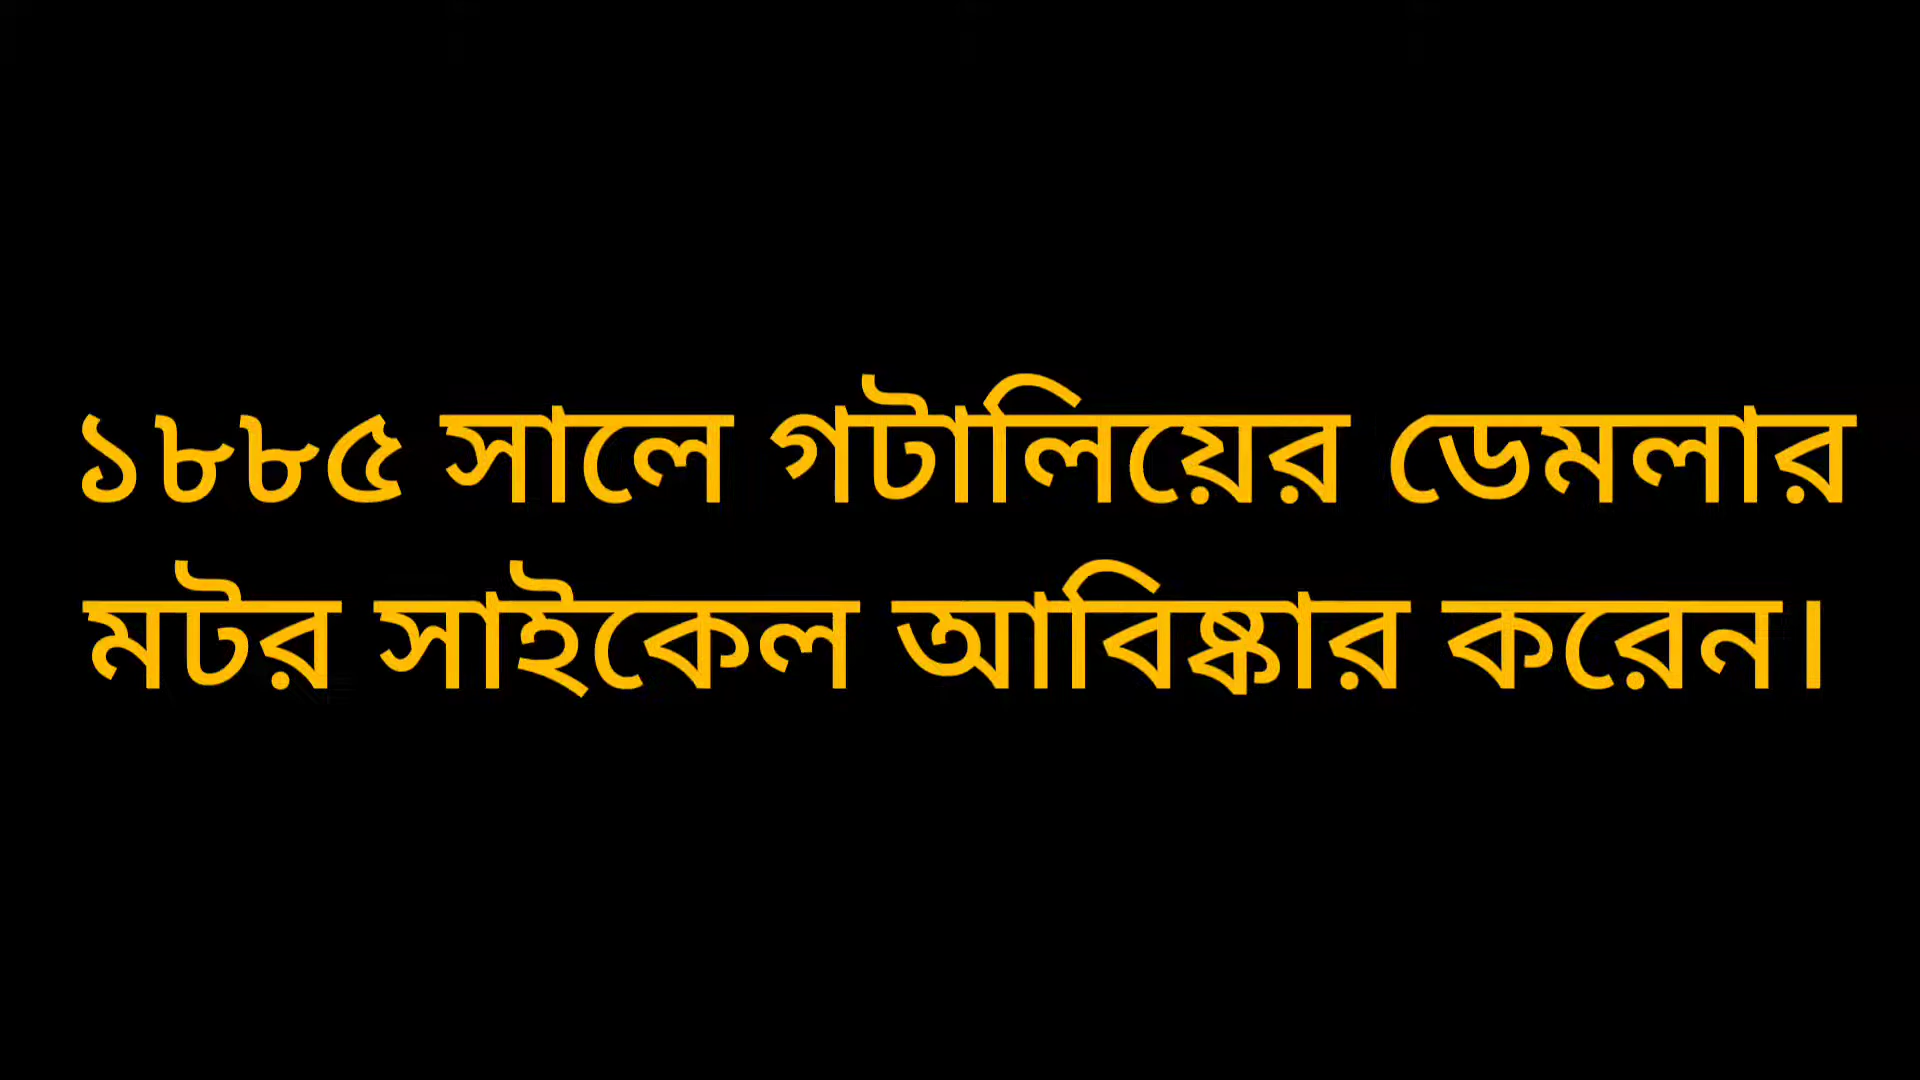 ১৮৮৫ সালে গটালিয়ের ডেমলার
মটর সাইকেল আবিষ্কার করেন।